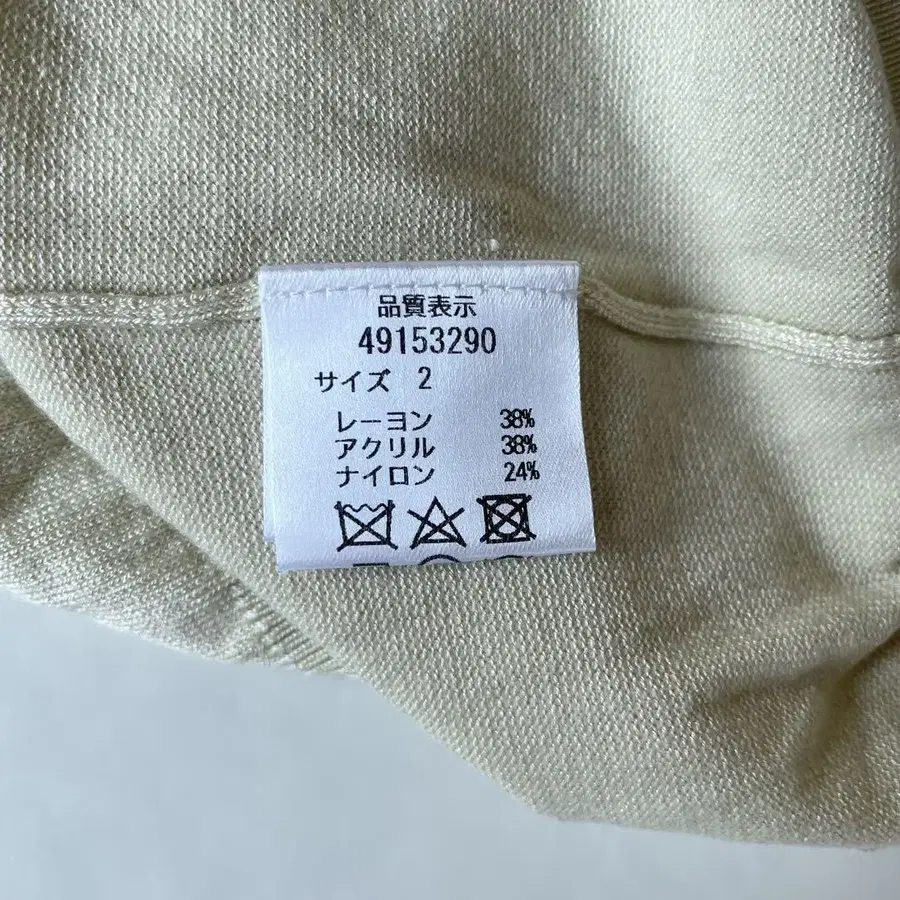 品質表示
49153290
サイズ 2
レーヨン 38%
アクリル 38%
ナイロン 24%